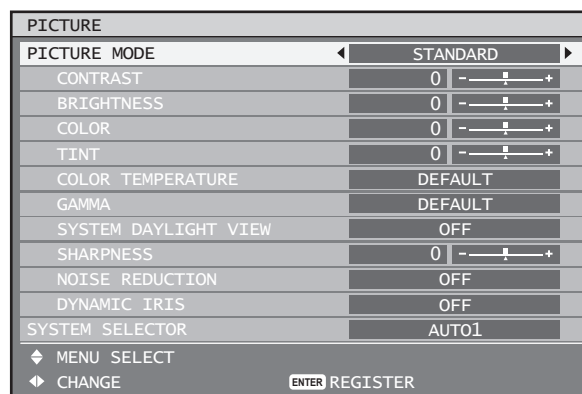 PICTURE
PICTURE MODE STANDARD
CONTRAST 0 - +
BRIGHTNESS 0 - +
COLOR 0 - +
TINT 0 - +
COLOR TEMPERATURE DEFAULT
GAMMA DEFAULT
SYSTEM DAYLIGHT VIEW OFF
SHARPNESS 0 - +
NOISE REDUCTION OFF
DYNAMIC IRIS OFF
SYSTEM SELECTOR AUTO1
MENU SELECT
CHANGE ENTER REGISTER